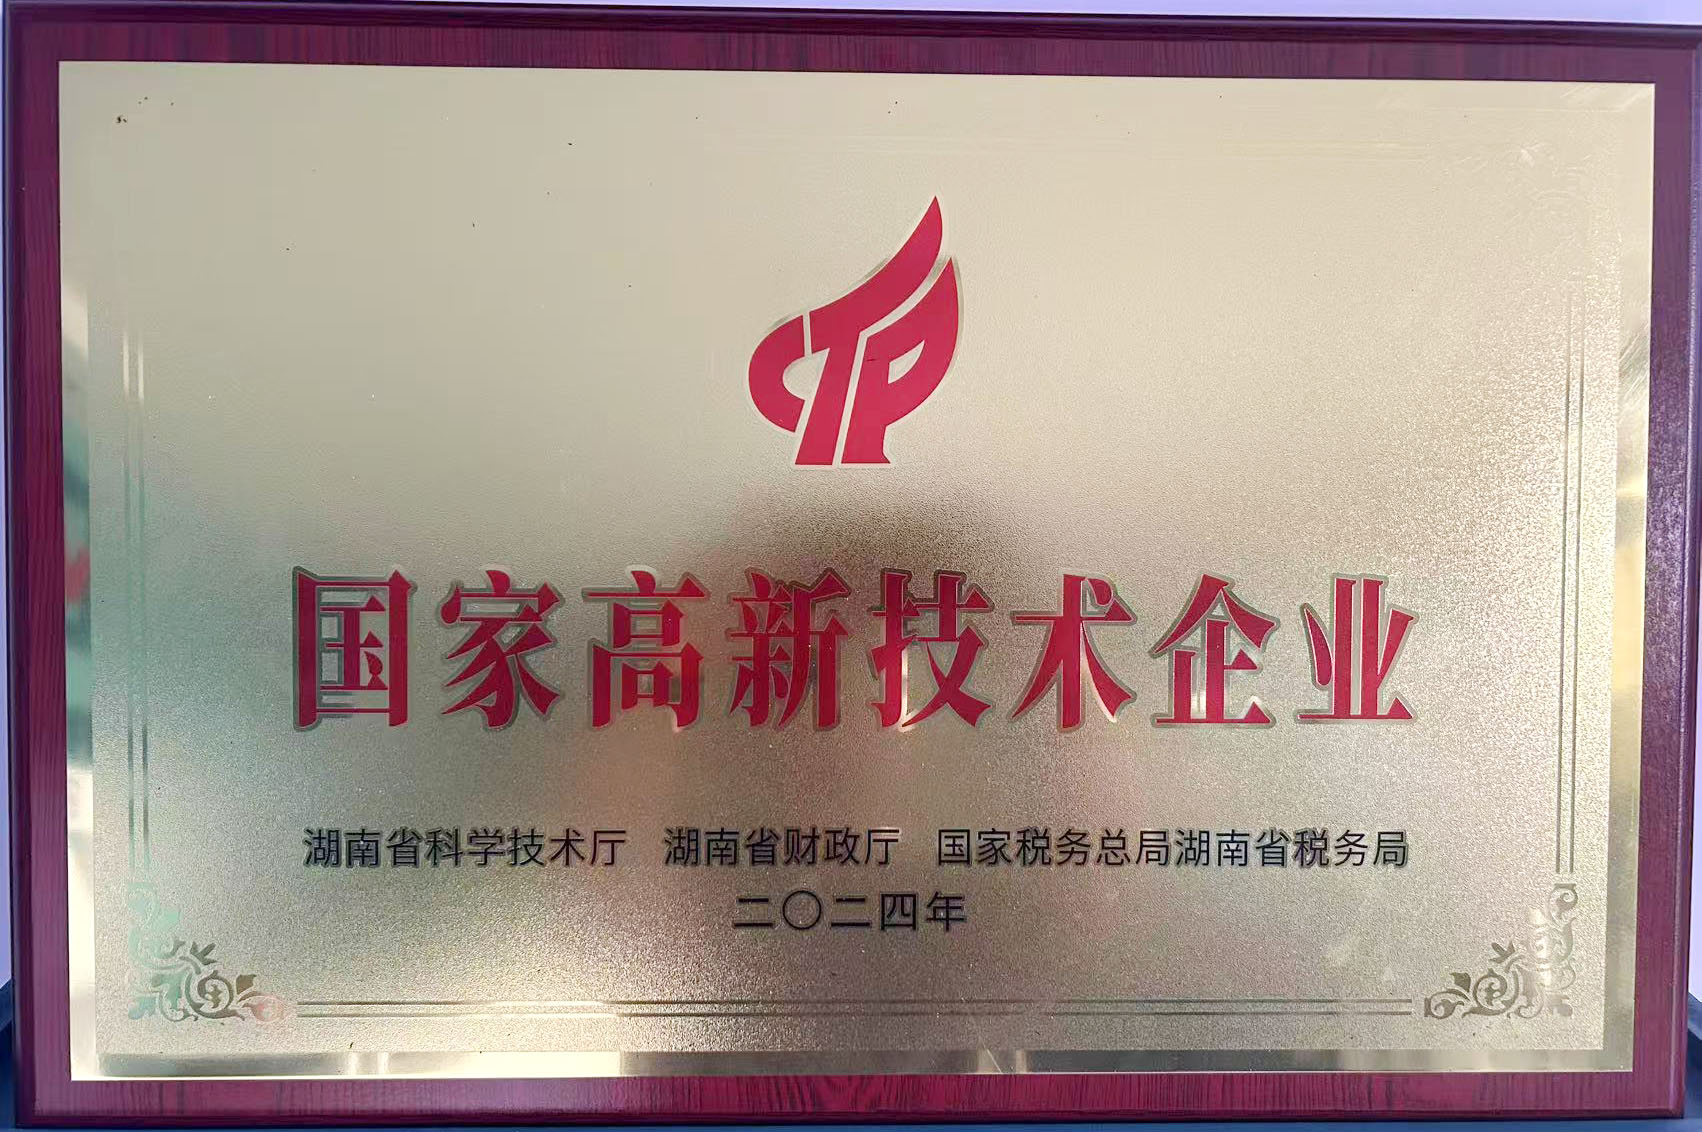 CTP
国家高新技术企业
湖南省科学技术厅 湖南省财政厅 国家税务总局湖南省税务局
二〇二四年